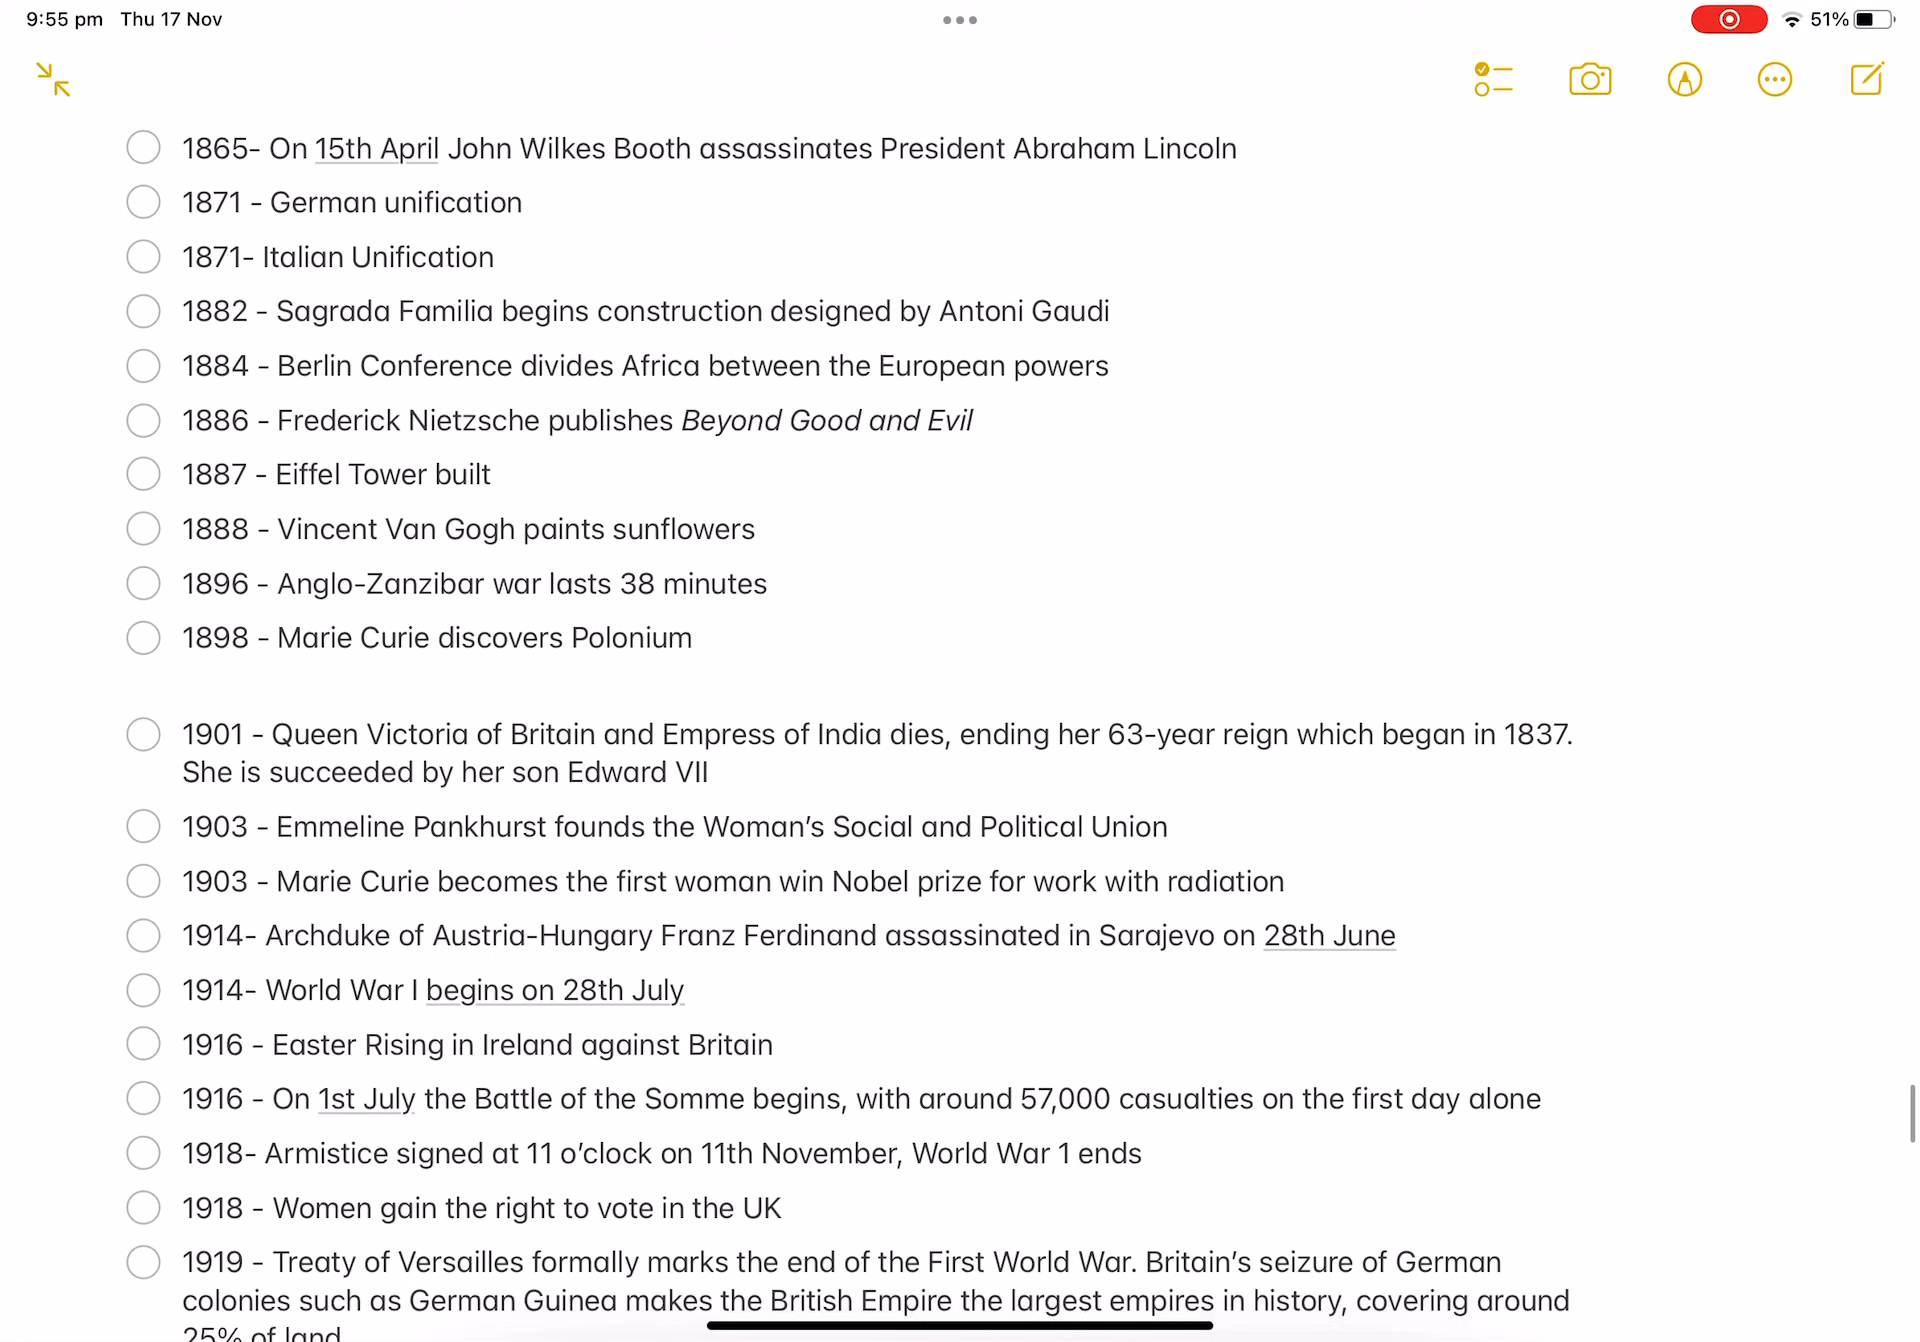 9:55 pm Thu 17 Nov
51%
1865- On 15th April John Wilkes Booth assassinates President Abraham Lincoln
1871 - German unification
1871- Italian Unification
1882 - Sagrada Familia begins construction designed by Antoni Gaudi
1884 - Berlin Conference divides Africa between the European powers
1886 - Frederick Nietzsche publishes Beyond Good and Evil
1887 - Eiffel Tower built
1888 - Vincent Van Gogh paints sunflowers
1896 - Anglo-Zanzibar war lasts 38 minutes
1898 - Marie Curie discovers Polonium
1901 - Queen Victoria of Britain and Empress of India dies, ending her 63-year reign which began in 1837.
She is succeeded by her son Edward VII
1903 - Emmeline Pankhurst founds the Woman's Social and Political Union
1903 - Marie Curie becomes the first woman win Nobel prize for work with radiation
1914- Archduke of Austria-Hungary Franz Ferdinand assassinated in Sarajevo on 28th June
1914- World War I begins on 28th July
1916 - Easter Rising in Ireland against Britain
1916 - On 1st July the Battle of the Somme begins, with around 57,000 casualties on the first day alone
1918- Armistice signed at 11 o'clock on 11th November, World War 1 ends
1918 - Women gain the right to vote in the UK
1919 - Treaty of Versailles formally marks the end of the First World War. Britain's seizure of German
colonies such as German Guinea makes the British Empire the largest empires in history, covering around
25% of land